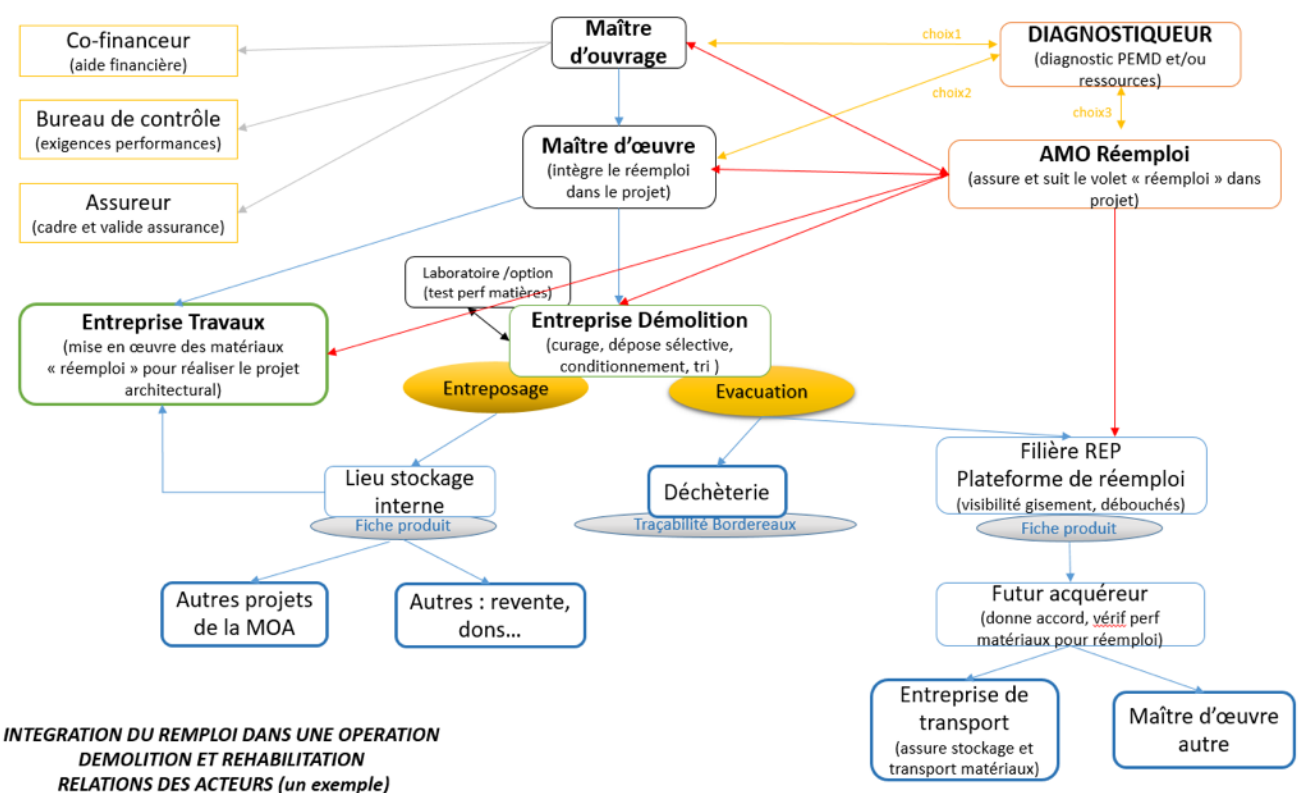 Co-financeur
(aide financière)
Maître
d'ouvrage
choix1
DIAGNOSTIQUEUR
(diagnostic PEMD et/ou
ressources)
choix2
choix3
Bureau de contrôle
(exigences performances)
Maître d'œuvre
(intègre le réemploi
dans le projet)
AMO Réemploi
(assure et suit le volet « réemploi » dans
projet)
Assureur
(cadre et valide assurance)
Laboratoire /option
(test perf matières)
Entreprise Travaux
(mise en œuvre des matériaux
« réemploi » pour réaliser le projet
architectural)
Entreprise Démolition
(curage, dépose sélective,
conditionnement, tri )
Entreposage
Evacuation
Lieu stockage
interne
Fiche produit
Déchèterie
Traçabilité Bordereaux
Filière REP
Plateforme de réemploi
(visibilité gisement, débouchés)
Fiche produit
Autres projets
de la MOA
Autres : revente,
dons...
Futur acquéreur
(donne accord, vérif perf
matériaux pour réemploi)
Entreprise de
transport
(assure stockage et
transport matériaux)
Maître d'œuvre
autre
INTEGRATION DU REMPLOI DANS UNE OPERATION
DEMOLITION ET REHABILITATION
RELATIONS DES ACTEURS (un exemple)